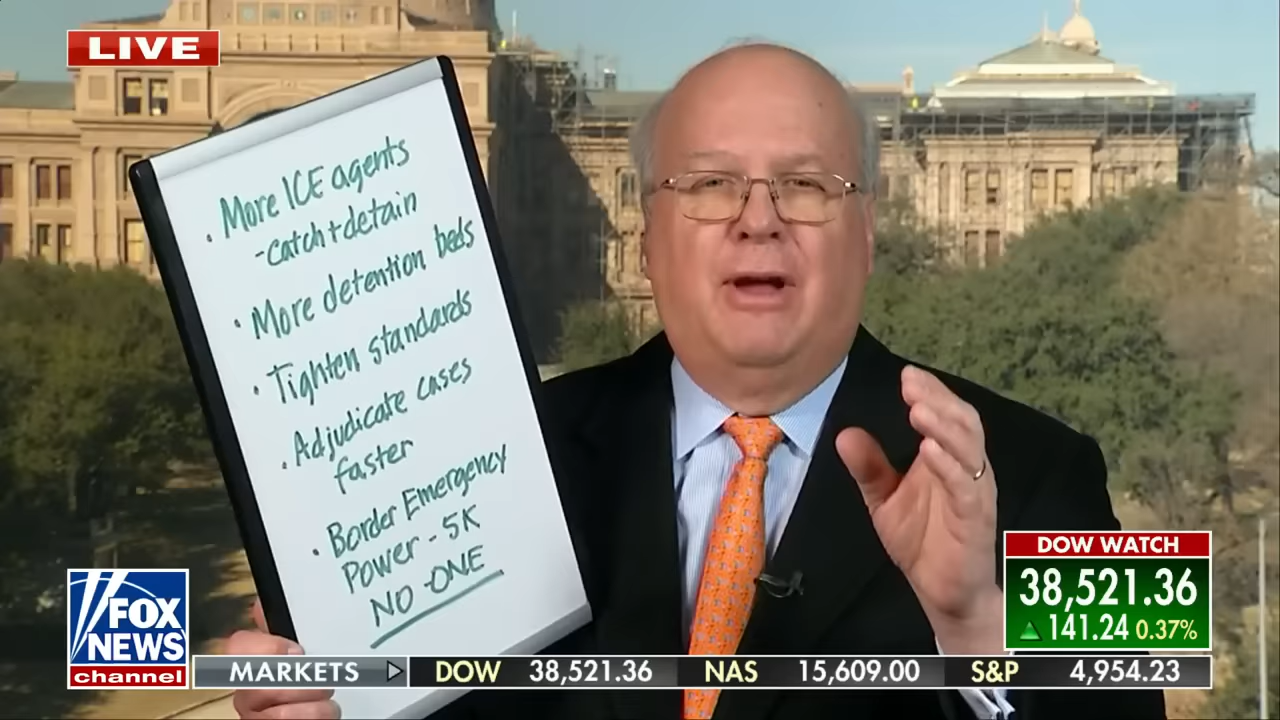 LIVE
• More ICE agents
-Catch + detain
• More detention beds
• Tighten standards
• Adjudicate cases
faster
• Border Emergency
Power - 5K
NO-ONE
DOW WATCH
38,521.36
▲ 141.24 0.37%
FOX
NEWS
channel
MARKETS ▷ DOW 38,521.36 NAS 15,609.00 S&P 4,954.23